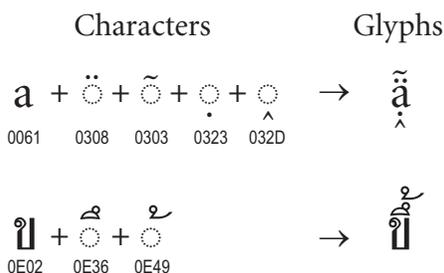 Characters Glyphs
a + ◌̈ + ◌̃ + ◌̣ + ◌̭ → ạ̭̈̃
0061 0308 0303 0323 032D
ข + ◌ึ + ◌้ → ขึ้
0E02 0E36 0E49